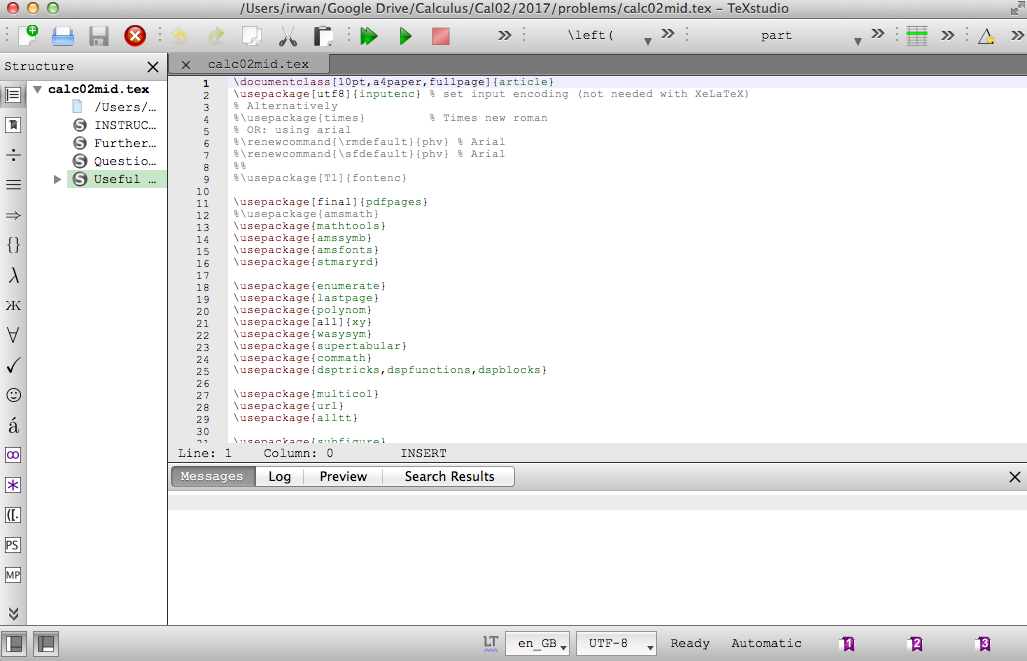 /Users/irwan/Google Drive/Calculus/Cal02/2017/problems/calc02mid.tex - TeXstudio
\left( part
Structure
calc02mid.tex
/Users/...
INSTRUC...
Further...
Questio...
Useful ...
calc02mid.tex
1 \documentclass[10pt,a4paper,fullpage]{article}
2 \usepackage[utf8]{inputenc} % set input encoding (not needed with XeLaTeX)
3 % Alternatively
4 %\usepackage{times} % Times new roman
5 % OR: using arial
6 %\renewcommand{\rmdefault}{phv} % Arial
7 %\renewcommand{\sfdefault}{phv} % Arial
8 %%
9 %\usepackage[T1]{fontenc}
10
11 \usepackage[final]{pdfpages}
12 %\usepackage{amsmath}
13 \usepackage{mathtools}
14 \usepackage{amssymb}
15 \usepackage{amsfonts}
16 \usepackage{stmaryrd}
17
18 \usepackage{enumerate}
19 \usepackage{lastpage}
20 \usepackage{polynom}
21 \usepackage[all]{xy}
22 \usepackage{wasysym}
23 \usepackage{supertabular}
24 \usepackage{commath}
25 \usepackage{dsptricks,dspfunctions,dspblocks}
26
27 \usepackage{multicol}
28 \usepackage{url}
29 \usepackage{alltt}
30
31 \usepackage{subfigure}
Line: 1 Column: 0 INSERT
Messages Log Preview Search Results
÷
{}
λ
ж
∀
á
∞
*
([.
PS
MP
LT en_GB UTF-8 Ready Automatic 1 2 3